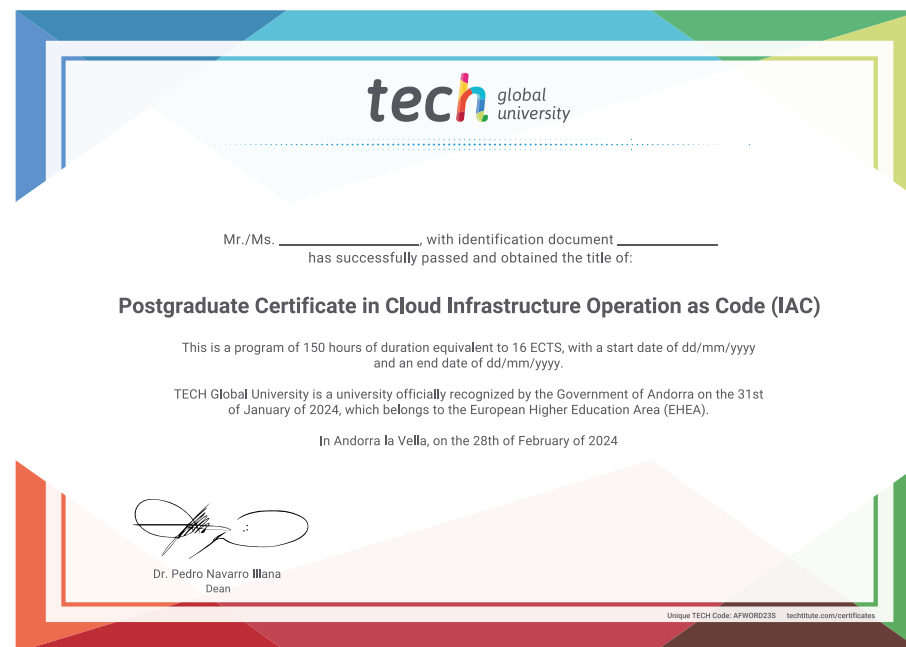 tech global
university
Mr./Ms. ____________, with identification document ____________
has successfully passed and obtained the title of:
Postgraduate Certificate in Cloud Infrastructure Operation as Code (IAC)
This is a program of 150 hours of duration equivalent to 16 ECTS, with a start date of dd/mm/yyyy
and an end date of dd/mm/yyyy.
TECH Global University is a university officially recognized by the Government of Andorra on the 31st
of January of 2024, which belongs to the European Higher Education Area (EHEA).
In Andorra la Vella, on the 28th of February of 2024
Dr. Pedro Navarro Illana
Dean
Unique TECH Code: AFWORD23S techtitute.com/certificates